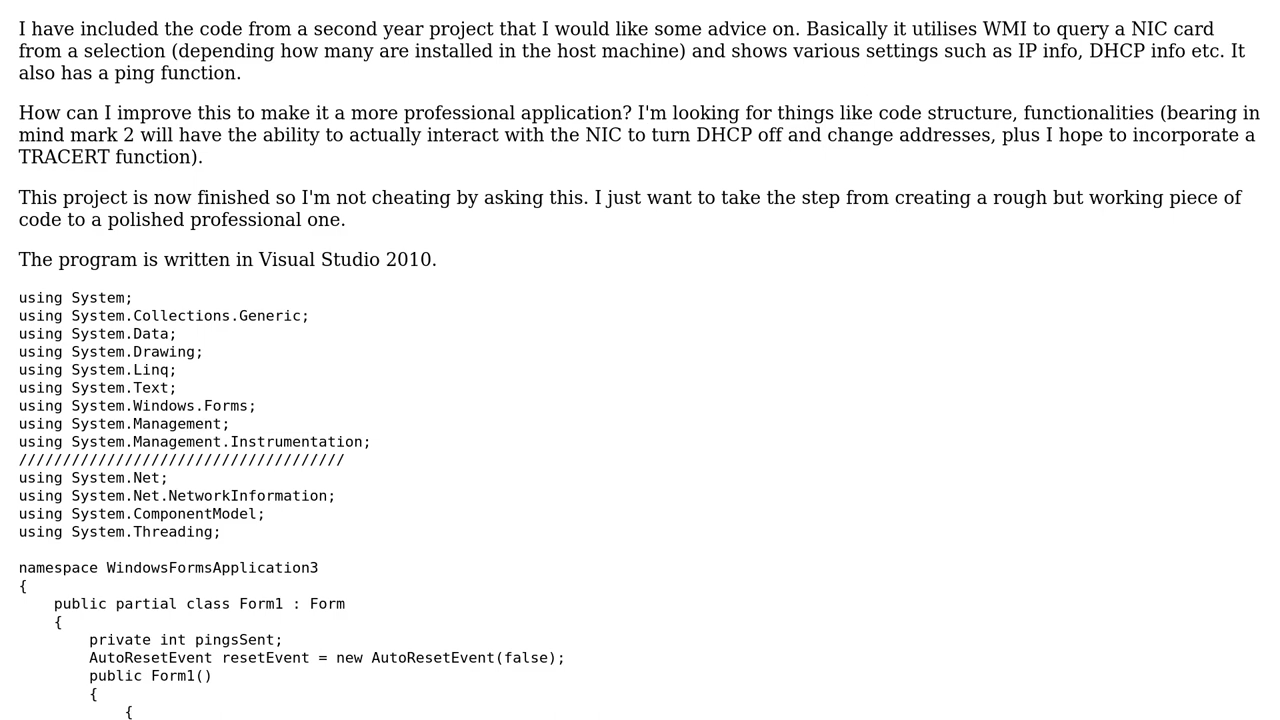 I have included the code from a second year project that I would like some advice on. Basically it utilises WMI to query a NIC card
from a selection (depending how many are installed in the host machine) and shows various settings such as IP info, DHCP info etc. It
also has a ping function.
How can I improve this to make it a more professional application? I'm looking for things like code structure, functionalities (bearing in
mind mark 2 will have the ability to actually interact with the NIC to turn DHCP off and change addresses, plus I hope to incorporate a
TRACERT function).
This project is now finished so I'm not cheating by asking this. I just want to take the step from creating a rough but working piece of
code to a polished professional one.
The program is written in Visual Studio 2010.
using System;
using System.Collections.Generic;
using System.Data;
using System.Drawing;
using System.Linq;
using System.Text;
using System.Windows.Forms;
using System.Management;
using System.Management.Instrumentation;
/////////////////////////////////////
using System.Net;
using System.Net.NetworkInformation;
using System.ComponentModel;
using System.Threading;
namespace WindowsFormsApplication3
{
    public partial class Form1 : Form
    {
        private int pingsSent;
        AutoResetEvent resetEvent = new AutoResetEvent(false);
        public Form1()
        {
            {